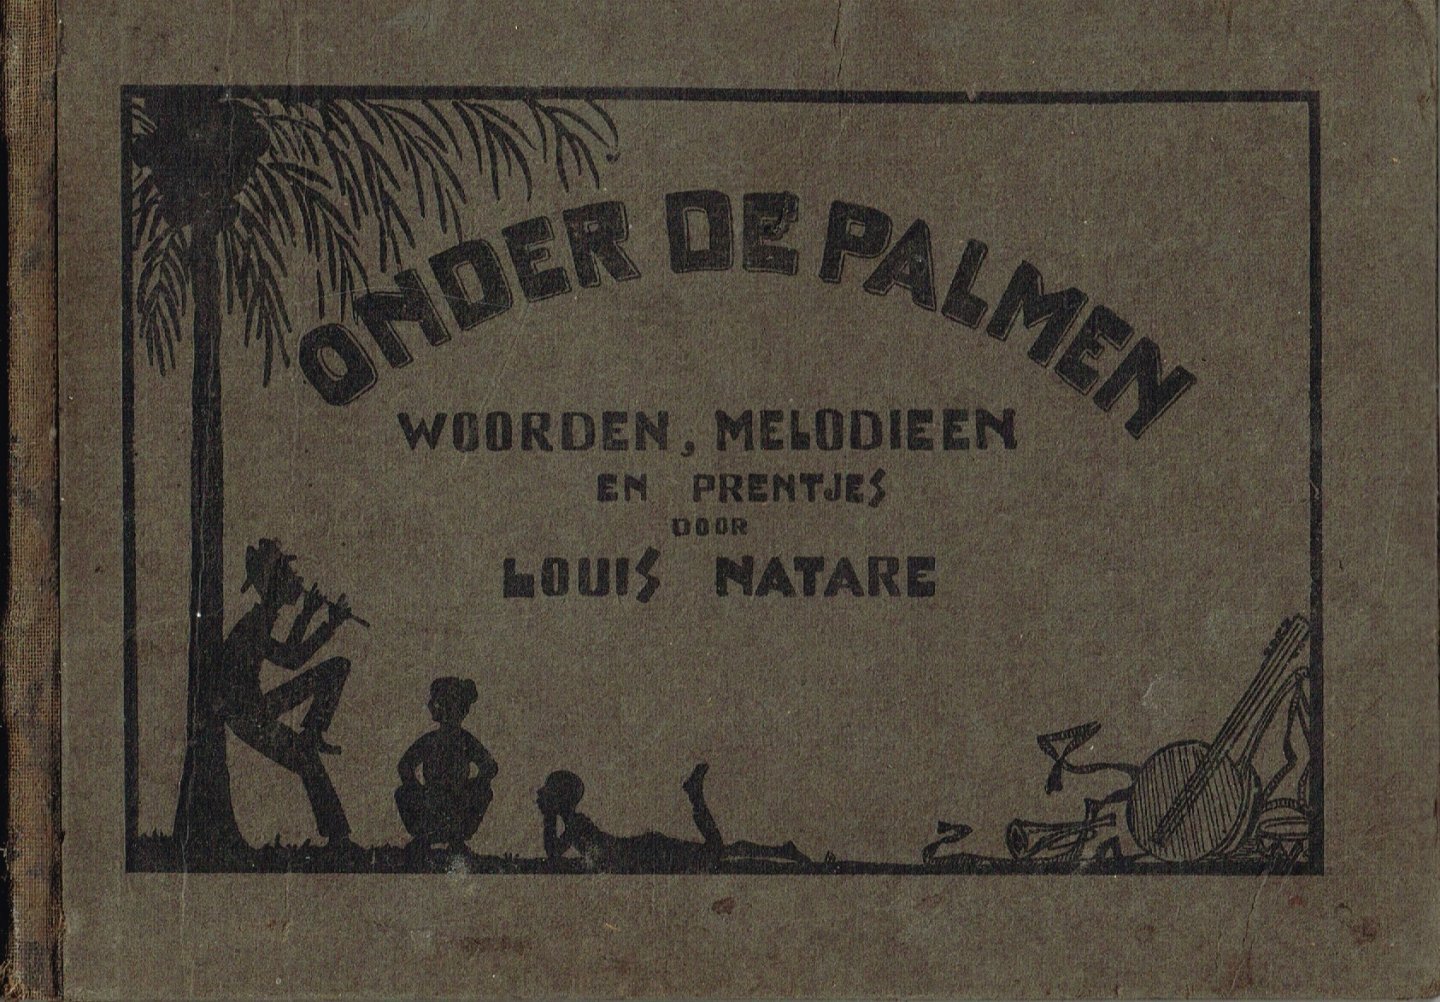 ONDER DE PALMEN
WOORDEN, MELODIEEN
EN PRENTJES
DOOR
LOUIS NATARE